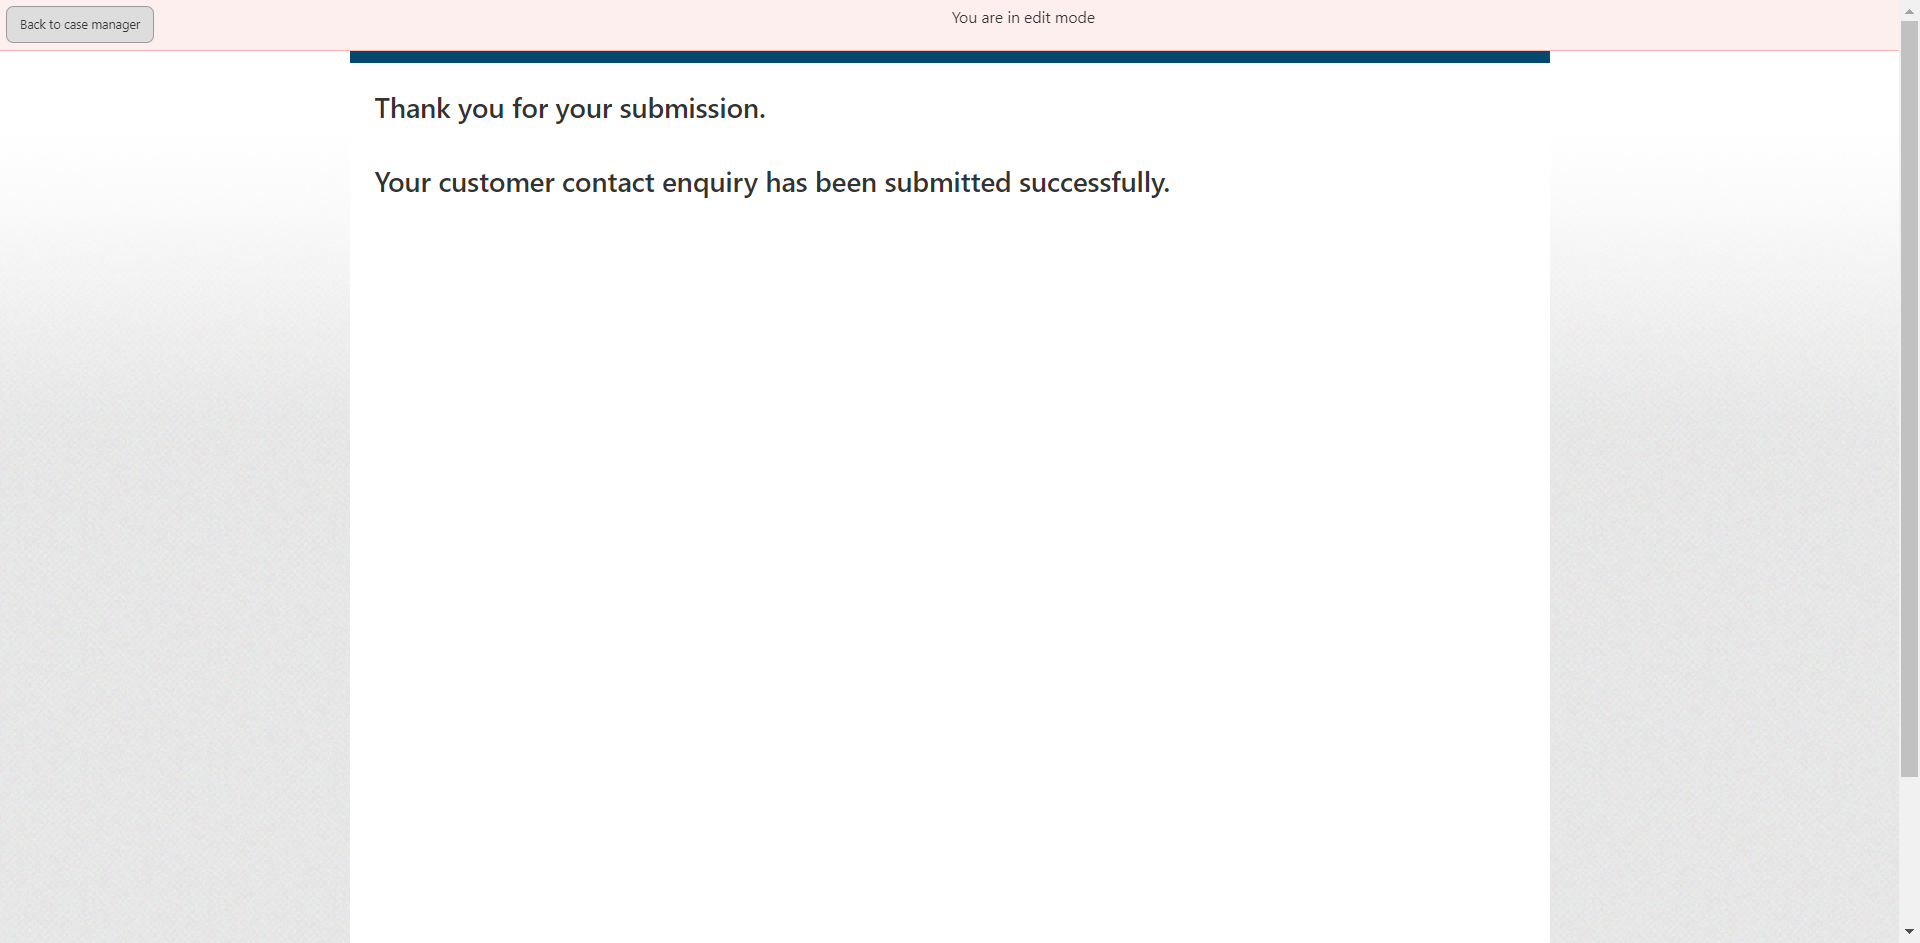 Back to case manager
You are in edit mode
Thank you for your submission.
Your customer contact enquiry has been submitted successfully.